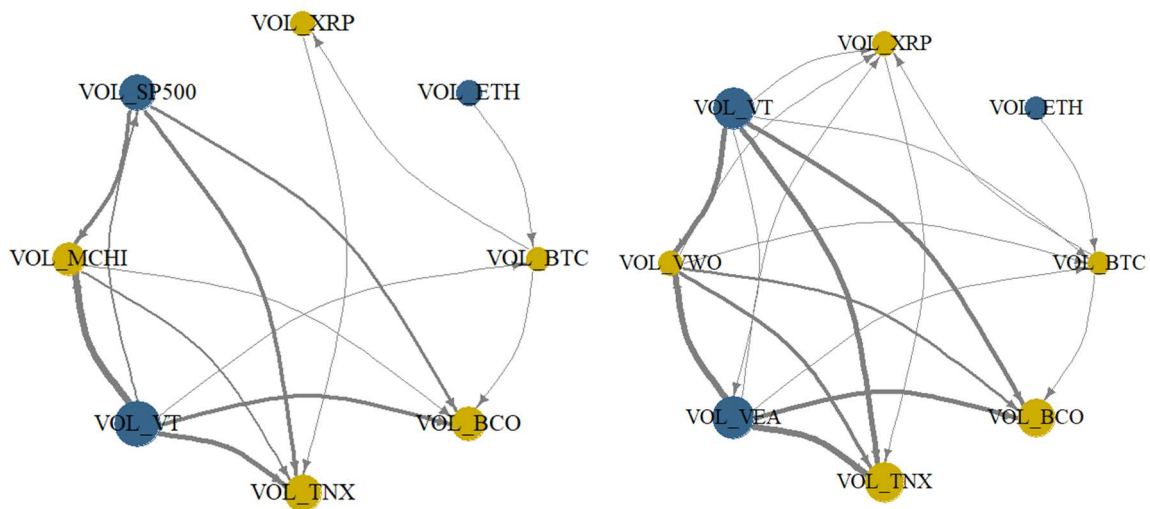 VOL_XRP
VOL_SP500
VOL_ETH
VOL_MCHI
VOL_BTC
VOL_VT
VOL_BCO
VOL_TNX
VOL_XRP
VOL_VT
VOL_ETH
VOL_VWO
VOL_BTC
VOL_VEA
VOL_BCO
VOL_TNX